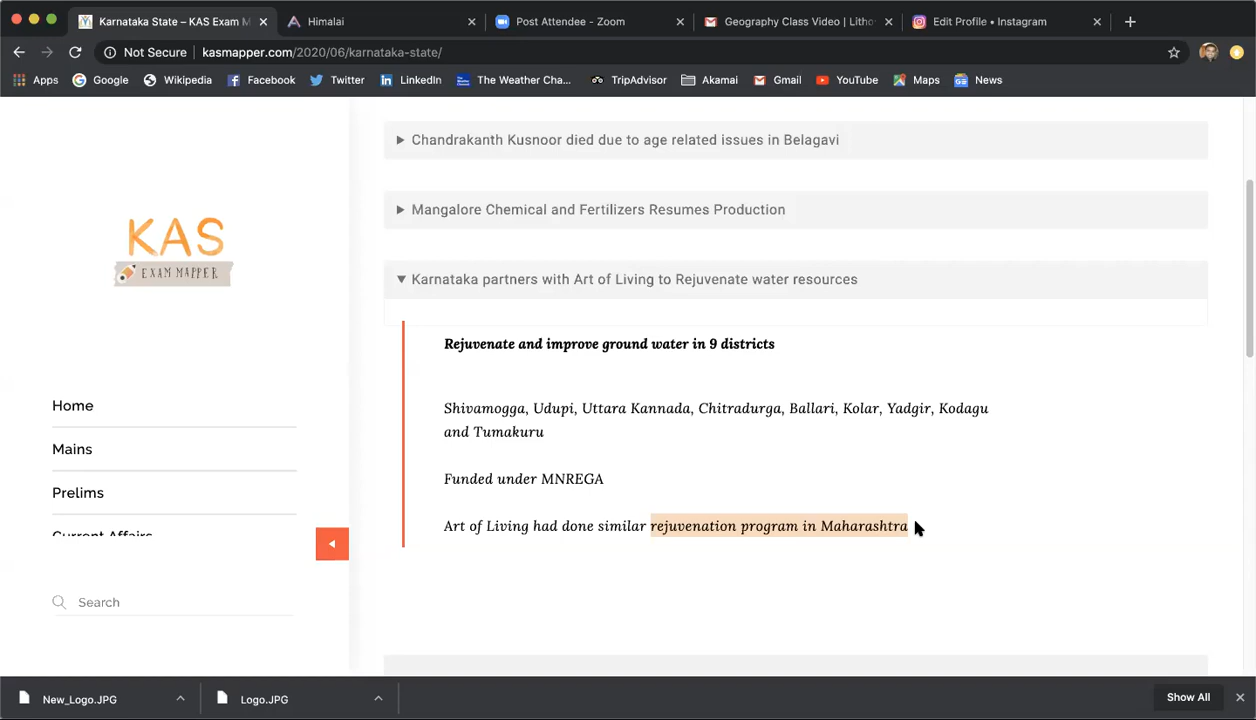 Karnataka State – KAS Exam M
Himalai
Post Attendee - Zoom
Geography Class Video | Litho
Edit Profile • Instagram
Not Secure | kasmapper.com/2020/06/karnataka-state/
Apps
Google
Wikipedia
Facebook
Twitter
LinkedIn
The Weather Cha...
TripAdvisor
Akamai
Gmail
YouTube
Maps
News
Chandrakanth Kusnoor died due to age related issues in Belagavi
Mangalore Chemical and Fertilizers Resumes Production
KAS
EXAM MAPPER
Karnataka partners with Art of Living to Rejuvenate water resources
Rejuvenate and improve ground water in 9 districts
Shivamogga, Udupi, Uttara Kannada, Chitradurga, Ballari, Kolar, Yadgir, Kodagu
and Tumakuru
Funded under MNREGA
Art of Living had done similar rejuvenation program in Maharashtra
Home
Mains
Prelims
Current Affairs
Search
New_Logo.JPG
Logo.JPG
Show All